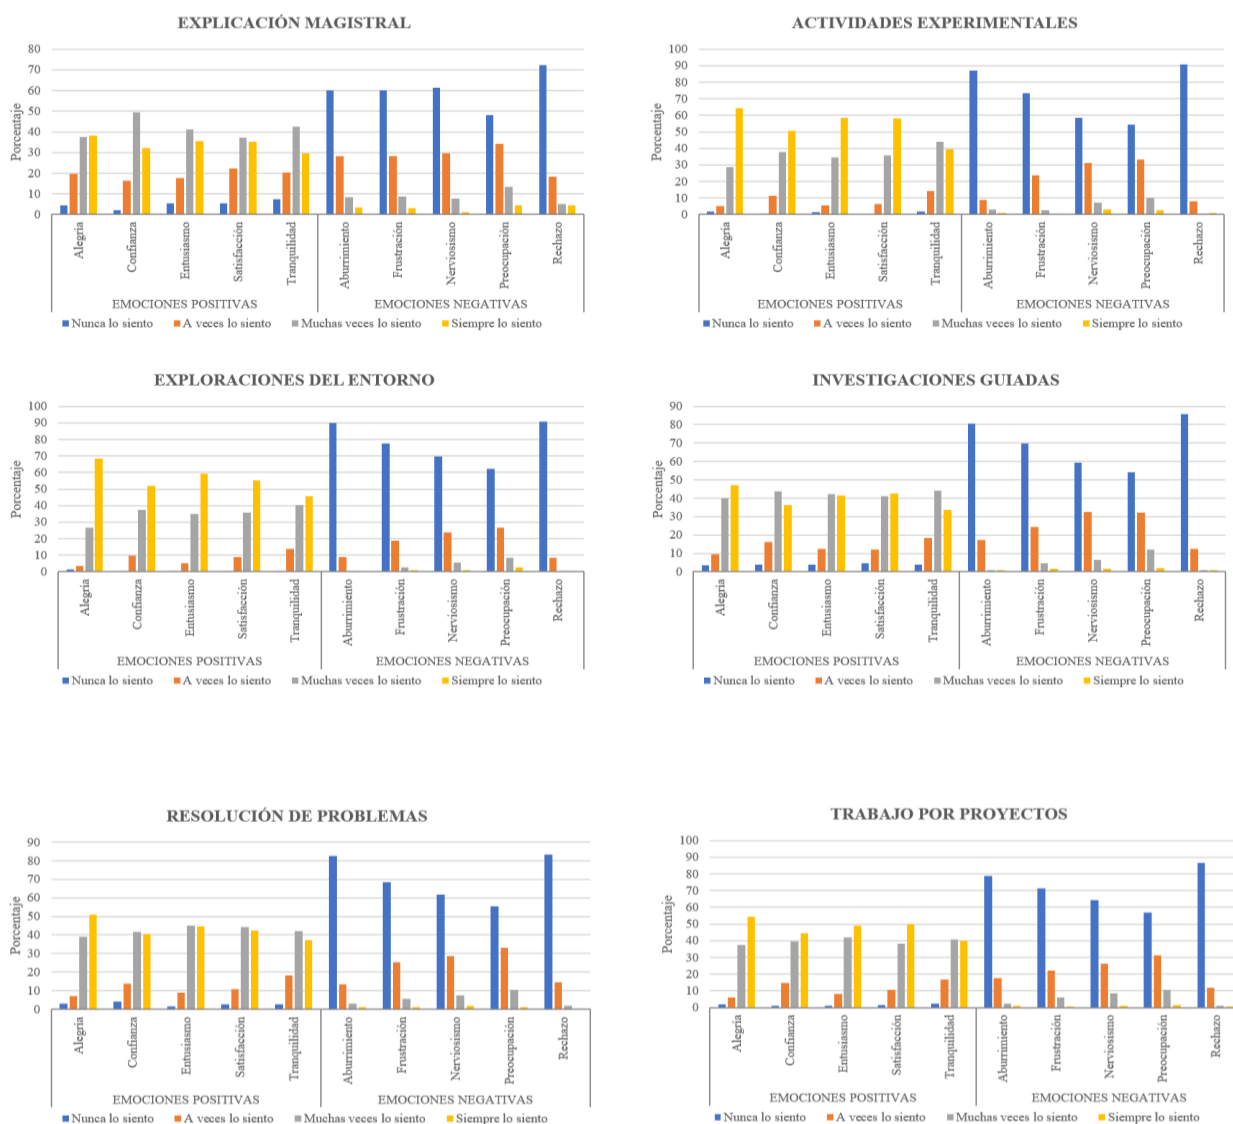 EXPLICACIÓN MAGISTRAL
Porcentaje
80
70
60
50
40
30
20
10
0
Alegría
Confianza
Entusiasmo
Satisfacción
Tranquilidad
Aburrimiento
Frustración
Nerviosismo
Preocupación
Rechazo
EMOCIONES POSITIVAS
EMOCIONES NEGATIVAS
Nunca lo siento
A veces lo siento
Muchas veces lo siento
Siempre lo siento
ACTIVIDADES EXPERIMENTALES
Porcentaje
100
90
80
70
60
50
40
30
20
10
0
Alegría
Confianza
Entusiasmo
Satisfacción
Tranquilidad
Aburrimiento
Frustración
Nerviosismo
Preocupación
Rechazo
EMOCIONES POSITIVAS
EMOCIONES NEGATIVAS
Nunca lo siento
A veces lo siento
Muchas veces lo siento
Siempre lo siento
EXPLORACIONES DEL ENTORNO
Porcentaje
100
90
80
70
60
50
40
30
20
10
0
Alegría
Confianza
Entusiasmo
Satisfacción
Tranquilidad
Aburrimiento
Frustración
Nerviosismo
Preocupación
Rechazo
EMOCIONES POSITIVAS
EMOCIONES NEGATIVAS
Nunca lo siento
A veces lo siento
Muchas veces lo siento
Siempre lo siento
INVESTIGACIONES GUIADAS
Porcentaje
90
80
70
60
50
40
30
20
10
0
Alegría
Confianza
Entusiasmo
Satisfacción
Tranquilidad
Aburrimiento
Frustración
Nerviosismo
Preocupación
Rechazo
EMOCIONES POSITIVAS
EMOCIONES NEGATIVAS
Nunca lo siento
A veces lo siento
Muchas veces lo siento
Siempre lo siento
RESOLUCIÓN DE PROBLEMAS
Porcentaje
90
80
70
60
50
40
30
20
10
0
Alegría
Confianza
Entusiasmo
Satisfacción
Tranquilidad
Aburrimiento
Frustración
Nerviosismo
Preocupación
Rechazo
EMOCIONES POSITIVAS
EMOCIONES NEGATIVAS
Nunca lo siento
A veces lo siento
Muchas veces lo siento
Siempre lo siento
TRABAJO POR PROYECTOS
Porcentaje
100
90
80
70
60
50
40
30
20
10
0
Alegría
Confianza
Entusiasmo
Satisfacción
Tranquilidad
Aburrimiento
Frustración
Nerviosismo
Preocupación
Rechazo
EMOCIONES POSITIVAS
EMOCIONES NEGATIVAS
Nunca lo siento
A veces lo siento
Muchas veces lo siento
Siempre lo siento